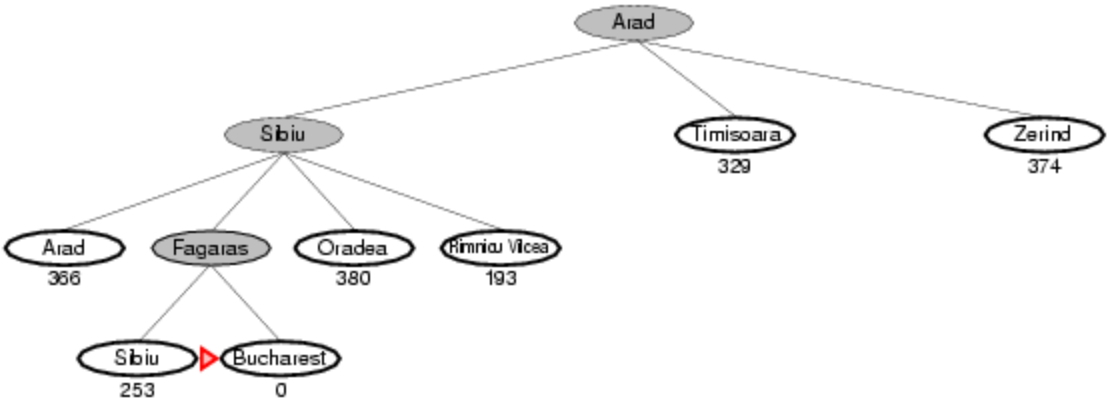 Arad
Sibiu Timisoara Zerind
329 374
Arad Fagaras Oradea Rimnicu Vilcea
366 380 193
Sibiu Bucharest
253 0